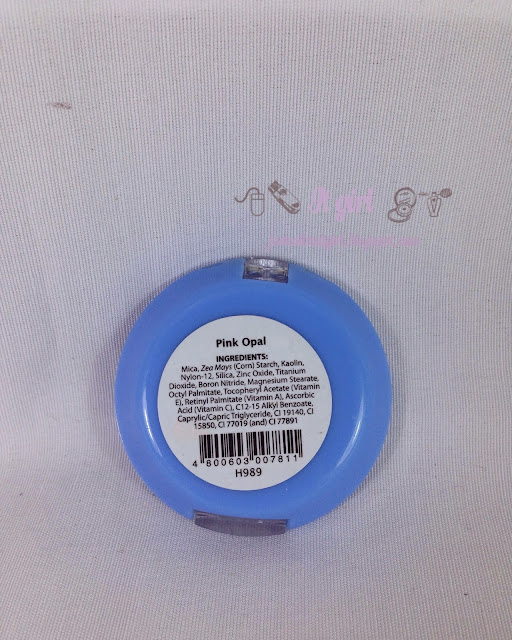 It girl
Pink Opal
INGREDIENTS:
Mica, Zea Mays (Corn) Starch, Kaolin,
Nylon-12, Silica, Zinc Oxide, Titanium
Dioxide, Boron Nitride, Magnesium Stearate,
Octyl Palmitate, Tocopheryl Acetate (Vitamin
E), Retinyl Palmitate (Vitamin A), Ascorbic
Acid (Vitamin C), C12-15 Alkyl Benzoate,
Caprylic/Capric Triglyceride, CI 19140, CI
15850, CI 77019 (and) CI 77891
4 800603 007811
H989